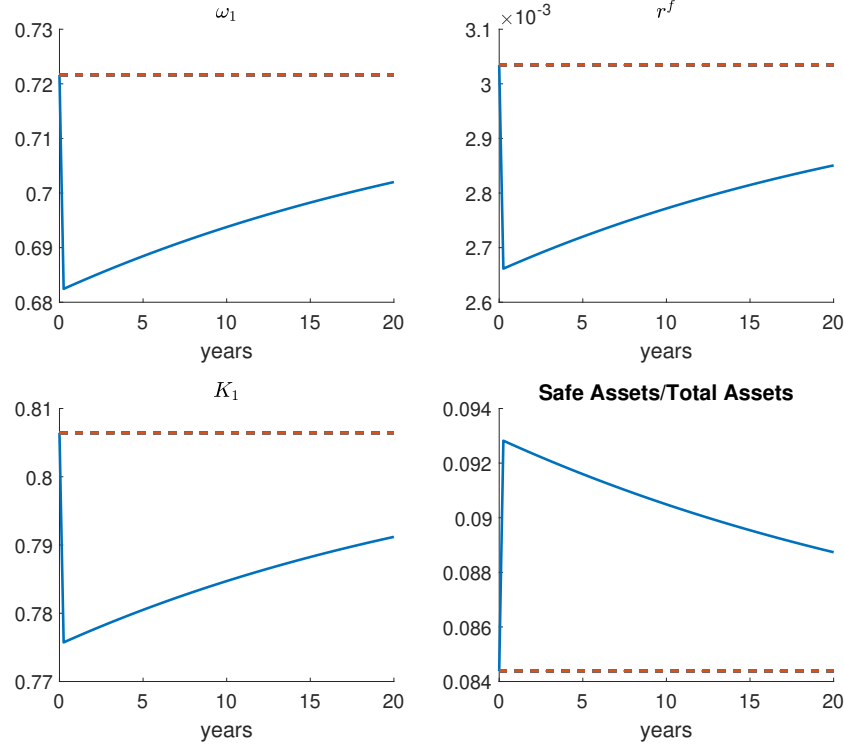 ω₁
0.73
0.72
0.71
0.7
0.69
0.68
0 5 10 15 20
years
r^f
×10⁻³
3.1
3
2.9
2.8
2.7
2.6
0 5 10 15 20
years
K₁
0.81
0.8
0.79
0.78
0.77
0 5 10 15 20
years
Safe Assets/Total Assets
0.094
0.092
0.09
0.088
0.086
0.084
0 5 10 15 20
years